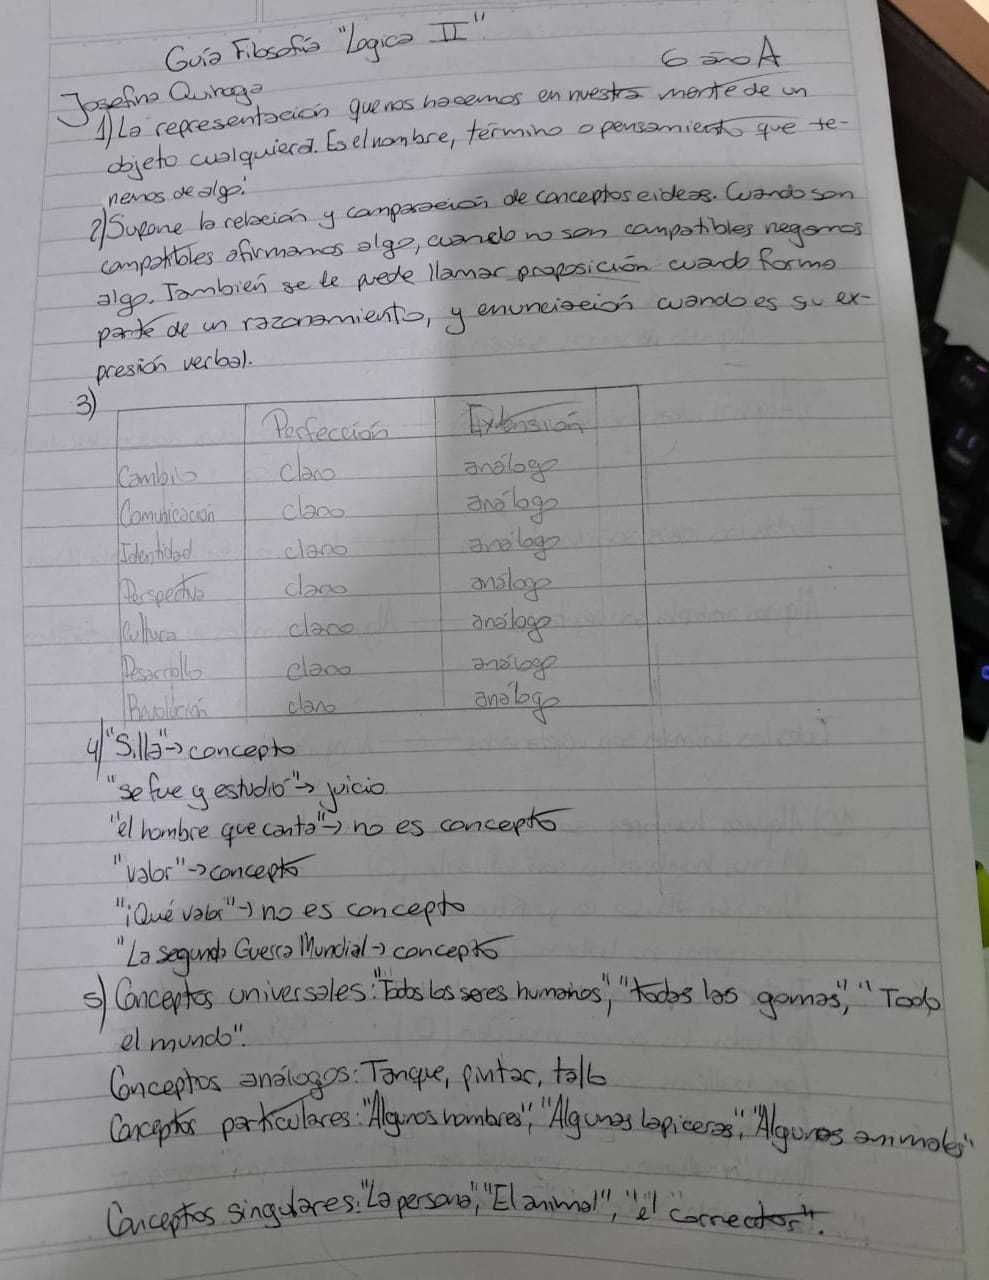 Guía Filosofía "Logica II"
6 año A
Josefina Quiroga
1) La representación que nos hacemos en nuestra mente de un
objeto cualquiera. Es el nombre, término o pensamiento que te-
nemos de algo.
2) Supone la relación y comparación de conceptos e ideas. Cuando son
compatibles afirmamos algo, cuando no son compatibles negamos
algo. También se le puede llamar proposición cuando forma
parte de un razonamiento, y enunciación cuando es su ex-
presión verbal.
3)
Perfección Extensión
Cambio claro análogo
Comunicación claro análogo
Identidad claro análogo
Perspectiva claro análogo
Cultura claro análogo
Desarrollo claro análogo
Revolución claro análogo
4) "Silla" → concepto
"se fue y estudio" → juicio
"el hombre que canta" → no es concepto
"valor" → concepto
"¡Qué valor" → no es concepto
"La segunda Guerra Mundial → concepto
5) Conceptos universales: "Todos los seres humanos", "todas las gomas", "Todo
el mundo".
Conceptos análogos: Tanque, pintar, tallo
Conceptos particulares: "Algunos hombres", "Algunas lapiceras", "Algunos animales"
Conceptos singulares: "La persona", "El animal", "el corrector".